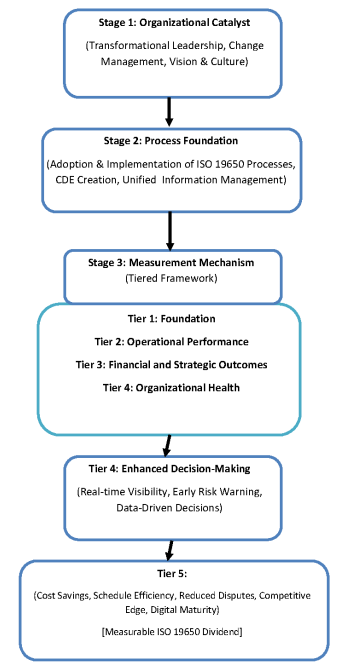 Stage 1: Organizational Catalyst
(Transformational Leadership, Change
Management, Vision & Culture)
Stage 2: Process Foundation
(Adoption & Implementation of ISO 19650 Processes,
CDE Creation, Unified Information Management)
Stage 3: Measurement Mechanism
(Tiered Framework)
Tier 1: Foundation
Tier 2: Operational Performance
Tier 3: Financial and Strategic Outcomes
Tier 4: Organizational Health
Tier 4: Enhanced Decision-Making
(Real-time Visibility, Early Risk Warning,
Data-Driven Decisions)
Tier 5:
(Cost Savings, Schedule Efficiency, Reduced Disputes, Competitive
Edge, Digital Maturity)
[Measurable ISO 19650 Dividend]